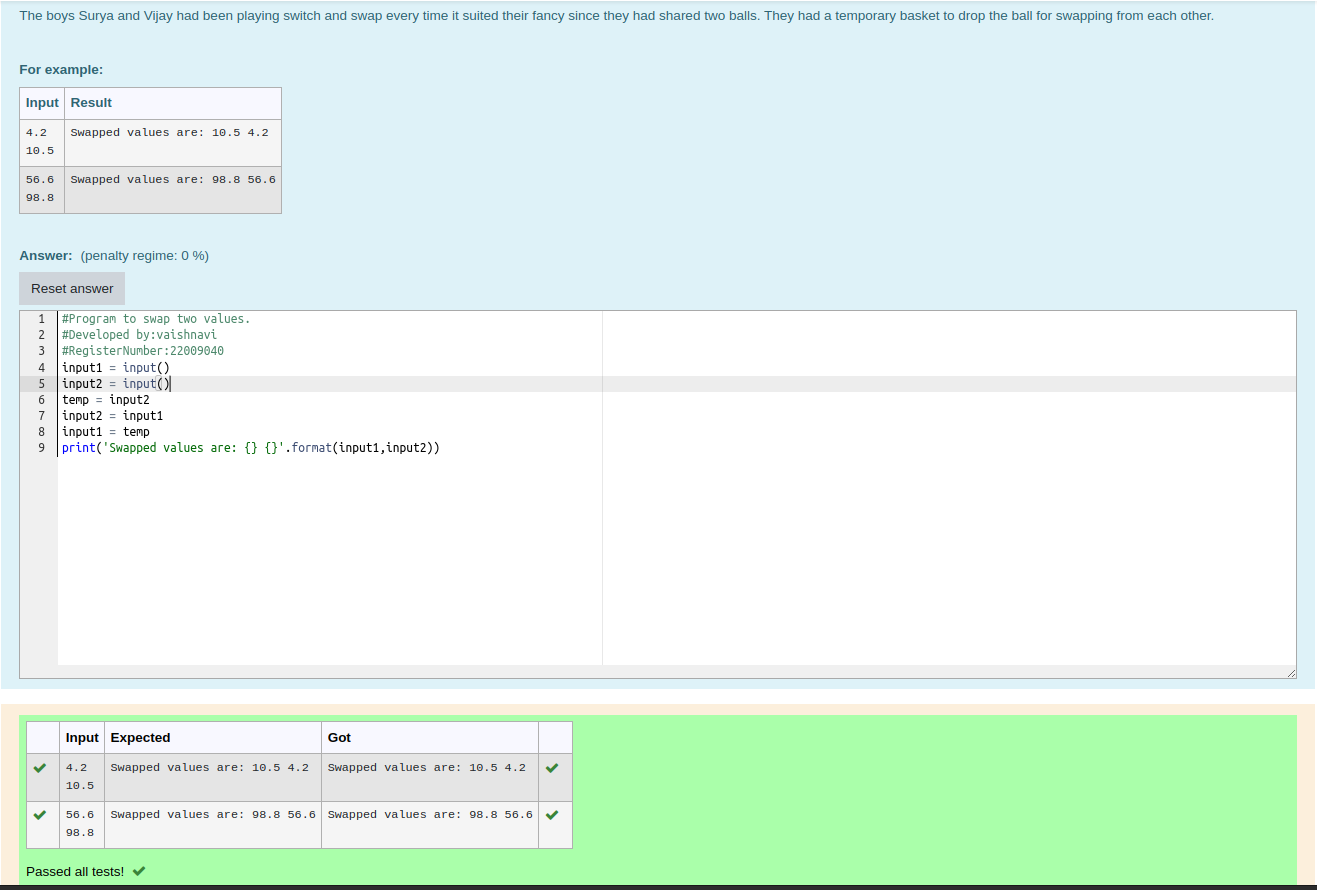 The boys Surya and Vijay had been playing switch and swap every time it suited their fancy since they had shared two balls. They had a temporary basket to drop the ball for swapping from each other.
For example:
Input Result
4.2 Swapped values are: 10.5 4.2
10.5
56.6 Swapped values are: 98.8 56.6
98.8
Answer: (penalty regime: 0 %)
Reset answer
1 #Program to swap two values.
2 #Developed by:vaishnavi
3 #RegisterNumber:22009040
4 input1 = input()
5 input2 = input()
6 temp = input2
7 input2 = input1
8 input1 = temp
9 print('Swapped values are: {} {}'.format(input1,input2))
Input Expected Got
4.2 Swapped values are: 10.5 4.2 Swapped values are: 10.5 4.2
10.5
56.6 Swapped values are: 98.8 56.6 Swapped values are: 98.8 56.6
98.8
Passed all tests!